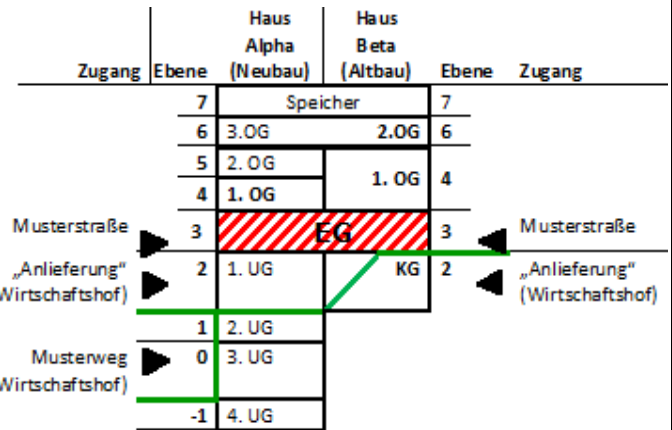 Haus Haus
Alpha Beta
Zugang Ebene (Neubau) (Altbau) Ebene Zugang
7 Speicher 7
6 3.OG 2.OG 6
5 2. OG
4 1. OG 1. OG 4
Musterstraße 3 EG 3 Musterstraße
„Anlieferung“ 2 1. UG KG 2 „Anlieferung“
Wirtschaftshof) (Wirtschaftshof)
1 2. UG
Musterweg 0 3. UG
Wirtschaftshof)
-1 4. UG